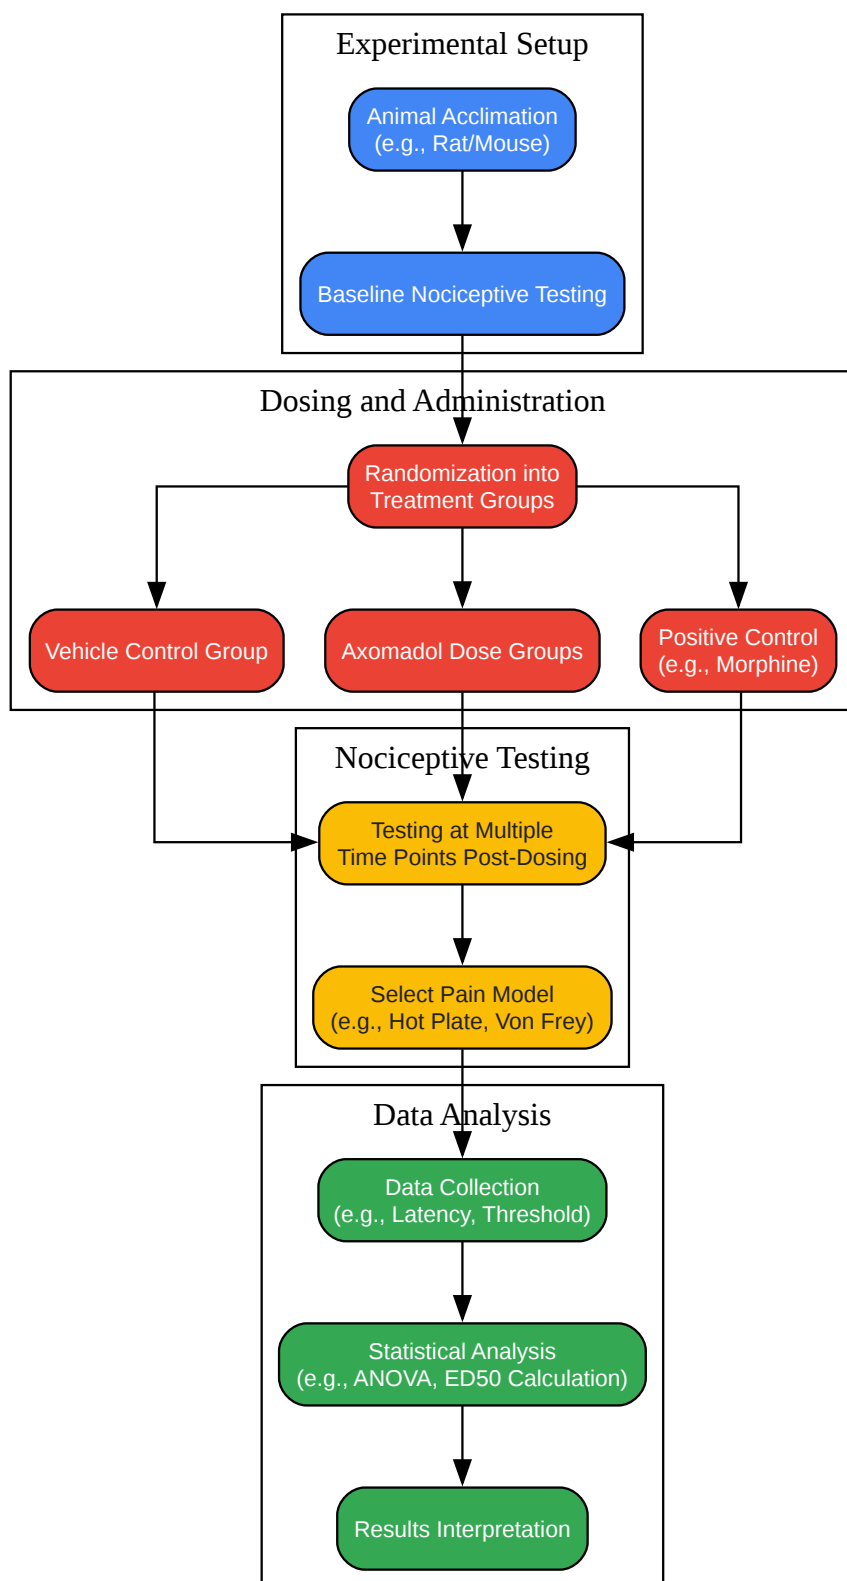 Experimental Setup
Animal Acclimation
(e.g., Rat/Mouse)
Baseline Nociceptive Testing
Dosing and Administration
Randomization into
Treatment Groups
Vehicle Control Group
Axomadol Dose Groups
Positive Control
(e.g., Morphine)
Nociceptive Testing
Testing at Multiple
Time Points Post-Dosing
Select Pain Model
(e.g., Hot Plate, Von Frey)
Data Analysis
Data Collection
(e.g., Latency, Threshold)
Statistical Analysis
(e.g., ANOVA, ED50 Calculation)
Results Interpretation